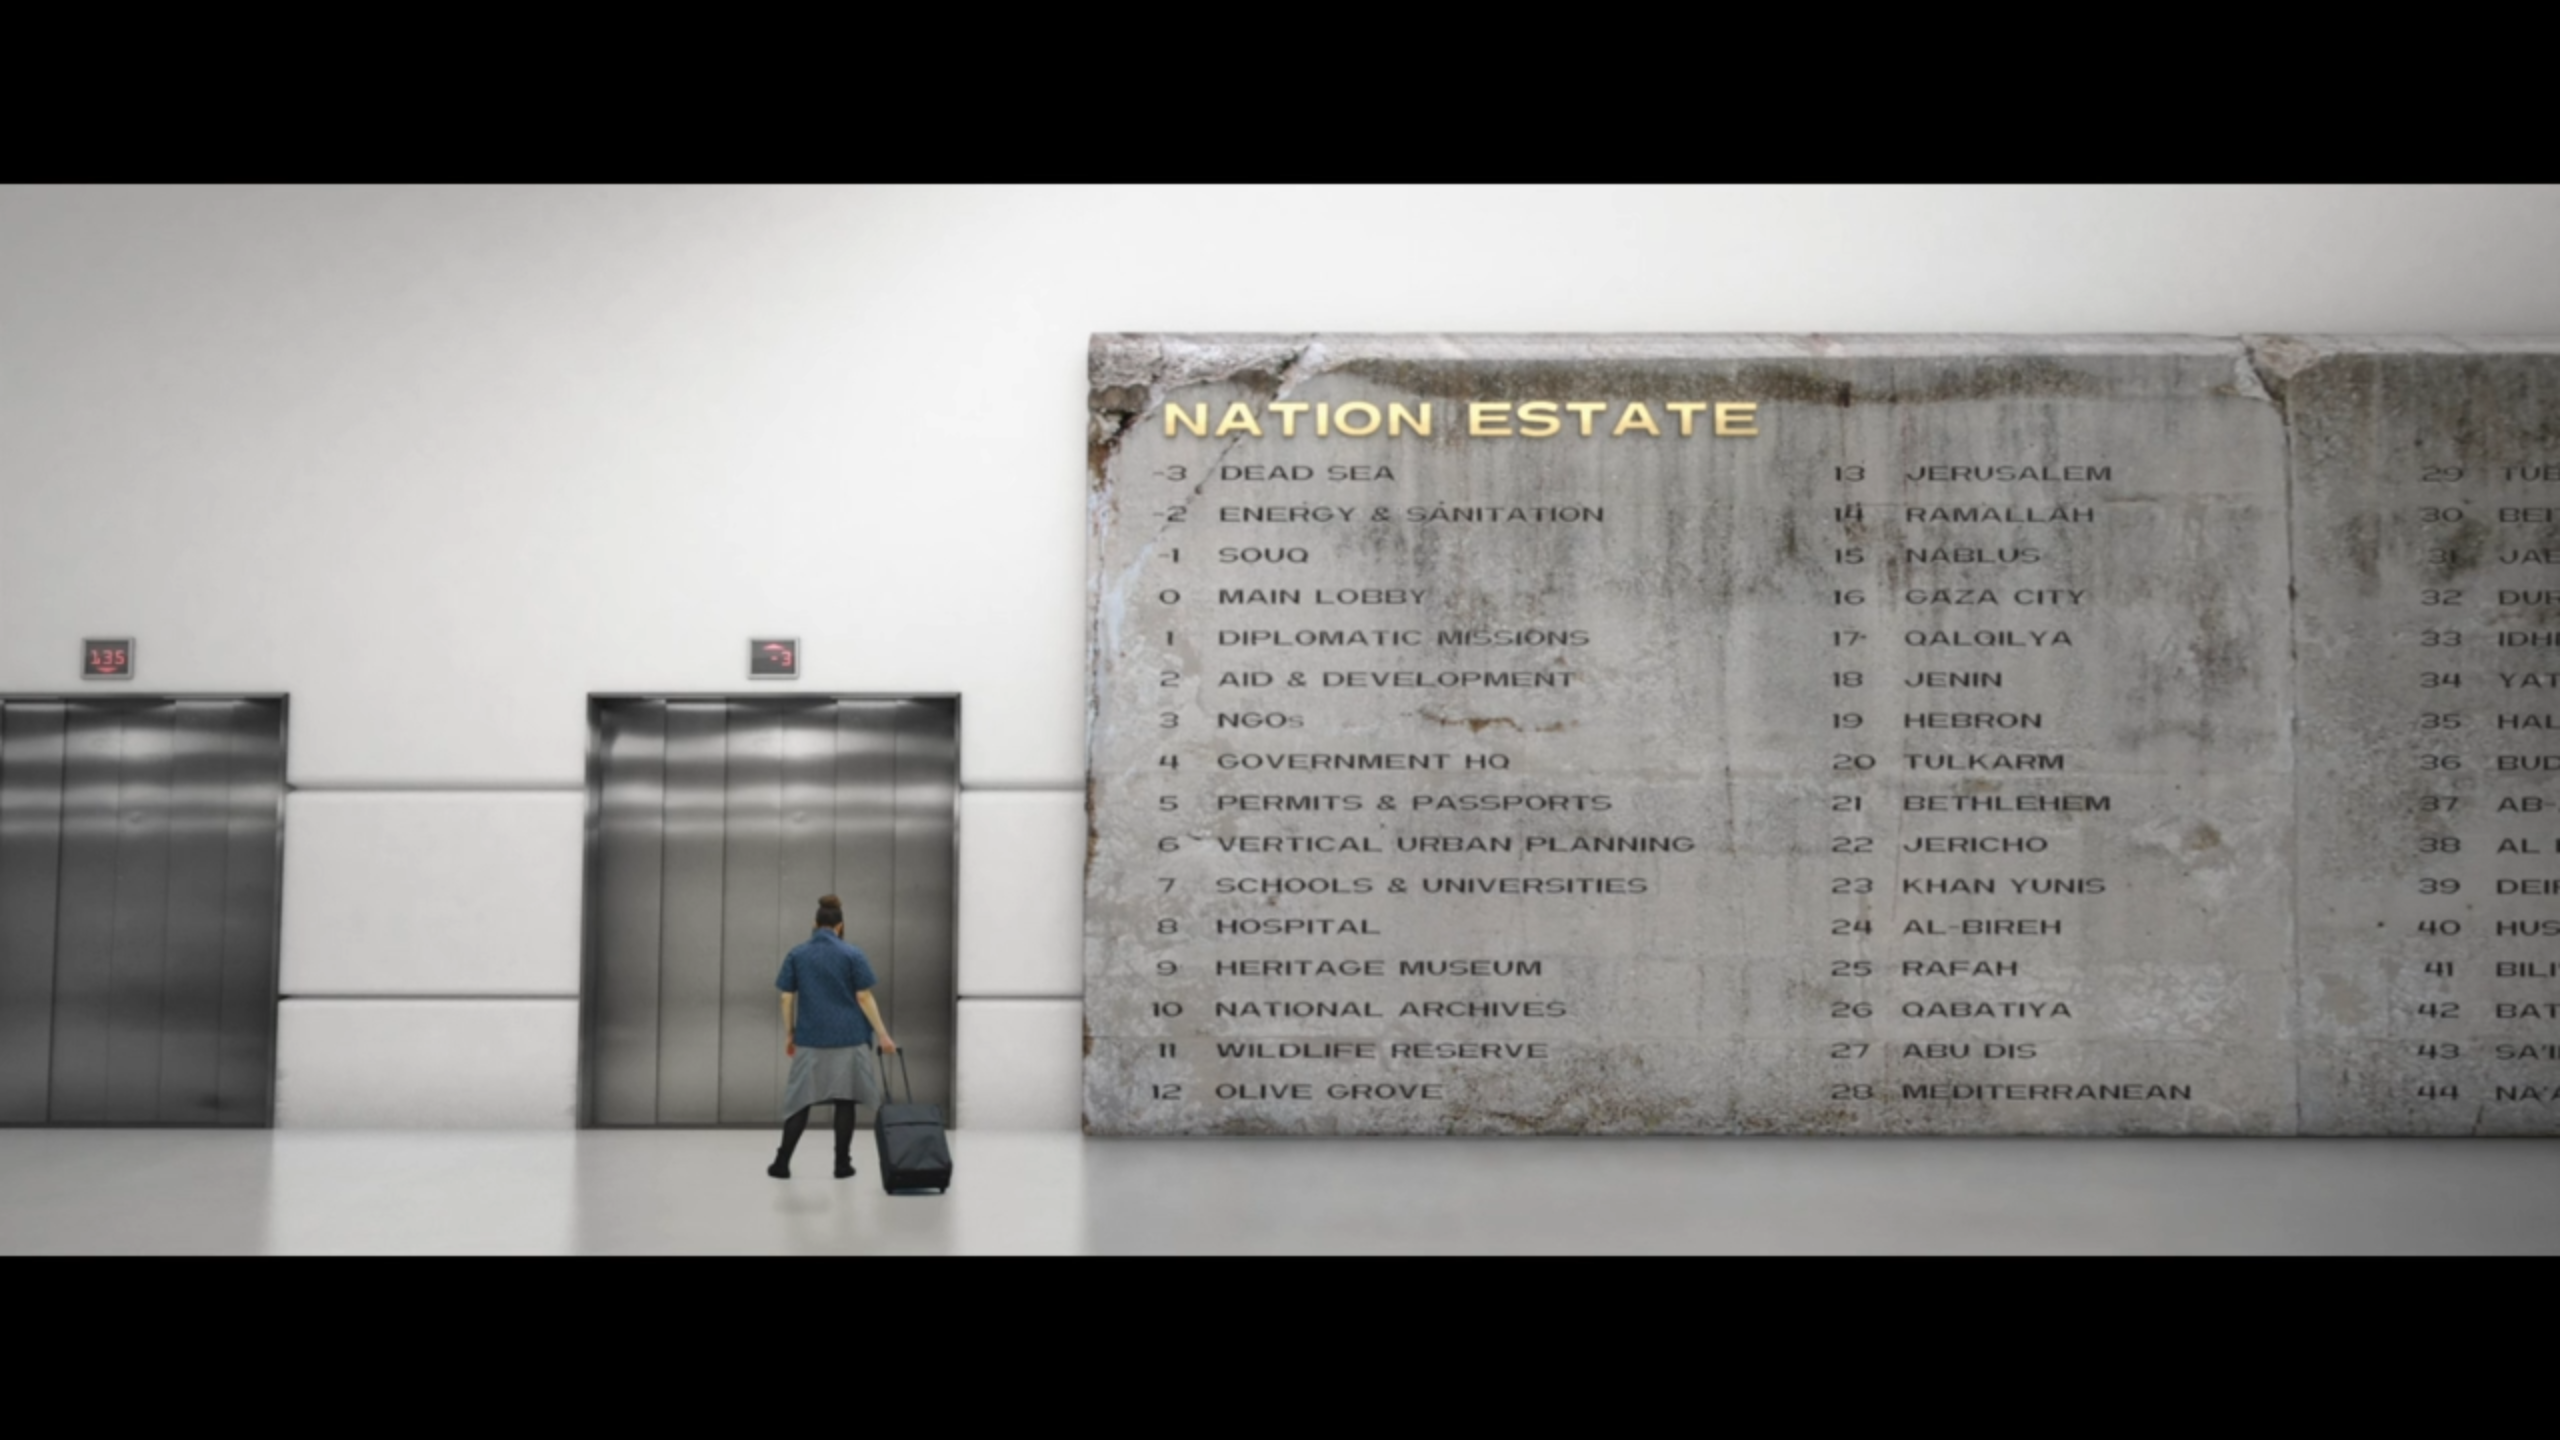 135
-3
NATION ESTATE
-3 DEAD SEA
-2 ENERGY & SANITATION
-1 SOUQ
0 MAIN LOBBY
1 DIPLOMATIC MISSIONS
2 AID & DEVELOPMENT
3 NGOs
4 GOVERNMENT HQ
5 PERMITS & PASSPORTS
6 VERTICAL URBAN PLANNING
7 SCHOOLS & UNIVERSITIES
8 HOSPITAL
9 HERITAGE MUSEUM
10 NATIONAL ARCHIVES
11 WILDLIFE RESERVE
12 OLIVE GROVE
13 JERUSALEM
14 RAMALLAH
15 NABLUS
16 GAZA CITY
17 QALQILYA
18 JENIN
19 HEBRON
20 TULKARM
21 BETHLEHEM
22 JERICHO
23 KHAN YUNIS
24 AL-BIREH
25 RAFAH
26 QABATIYA
27 ABU DIS
28 MEDITERRANEAN
29
30
31
32
33
34
35
36
37
38 AL
39
40
41
42
43
44